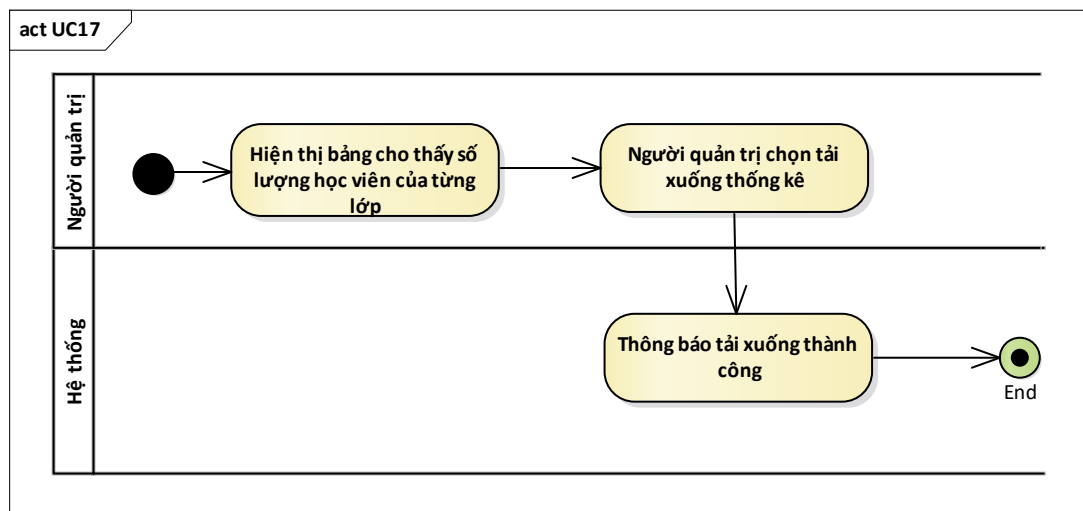 act UC17
Người quản trị
Hiện thị bảng cho thấy số
lượng học viên của từng
lớp
Người quản trị chọn tải
xuống thống kê
Hệ thống
Thông báo tải xuống thành
công
End